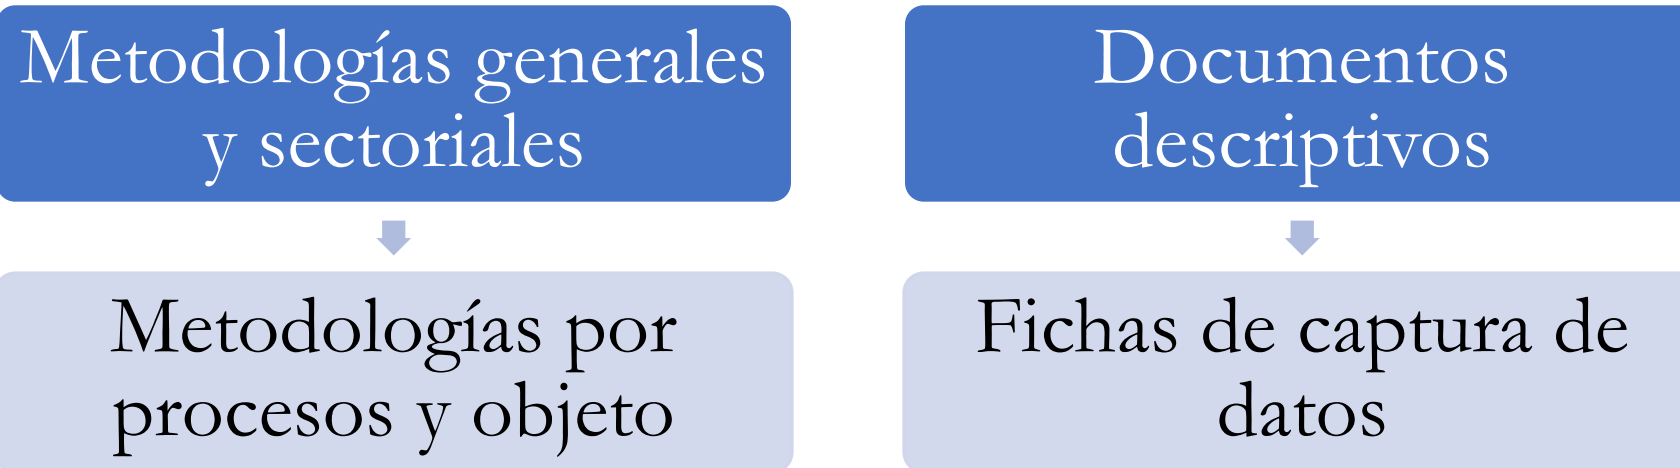 Metodologías generales
y sectoriales
Documentos
descriptivos
Metodologías por
procesos y objeto
Fichas de captura de
datos